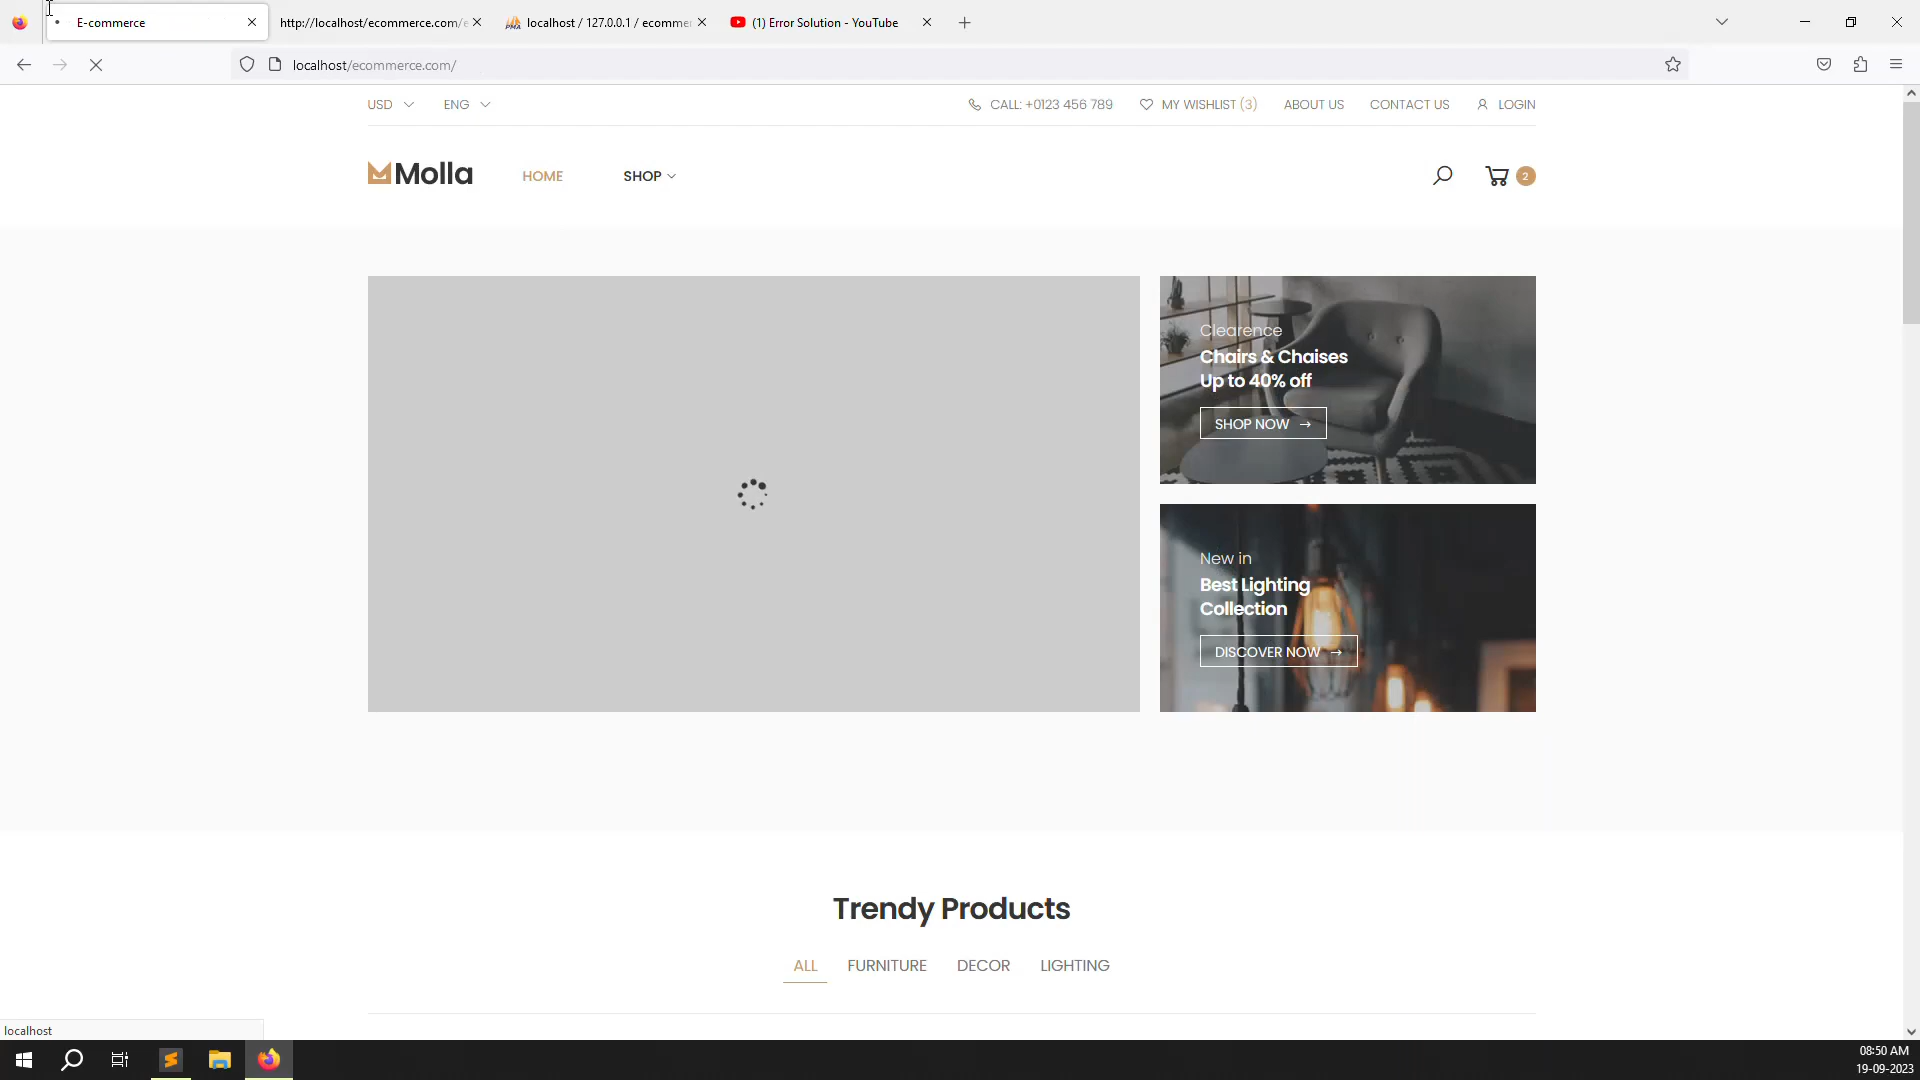 E-commerce
http://localhost/ecommerce.com/e
localhost / 127.0.0.1 / ecomme
(1) Error Solution - YouTube
localhost/ecommerce.com/
USD
ENG
CALL: +0123 456 789
MY WISHLIST (3)
ABOUT US
CONTACT US
LOGIN
Molla
HOME
SHOP
2
Clearence
Chairs & Chaises
Up to 40% off
SHOP NOW →
New in
Best Lighting
Collection
DISCOVER NOW →
Trendy Products
ALL
FURNITURE
DECOR
LIGHTING
localhost
08:50 AM
19-09-2023